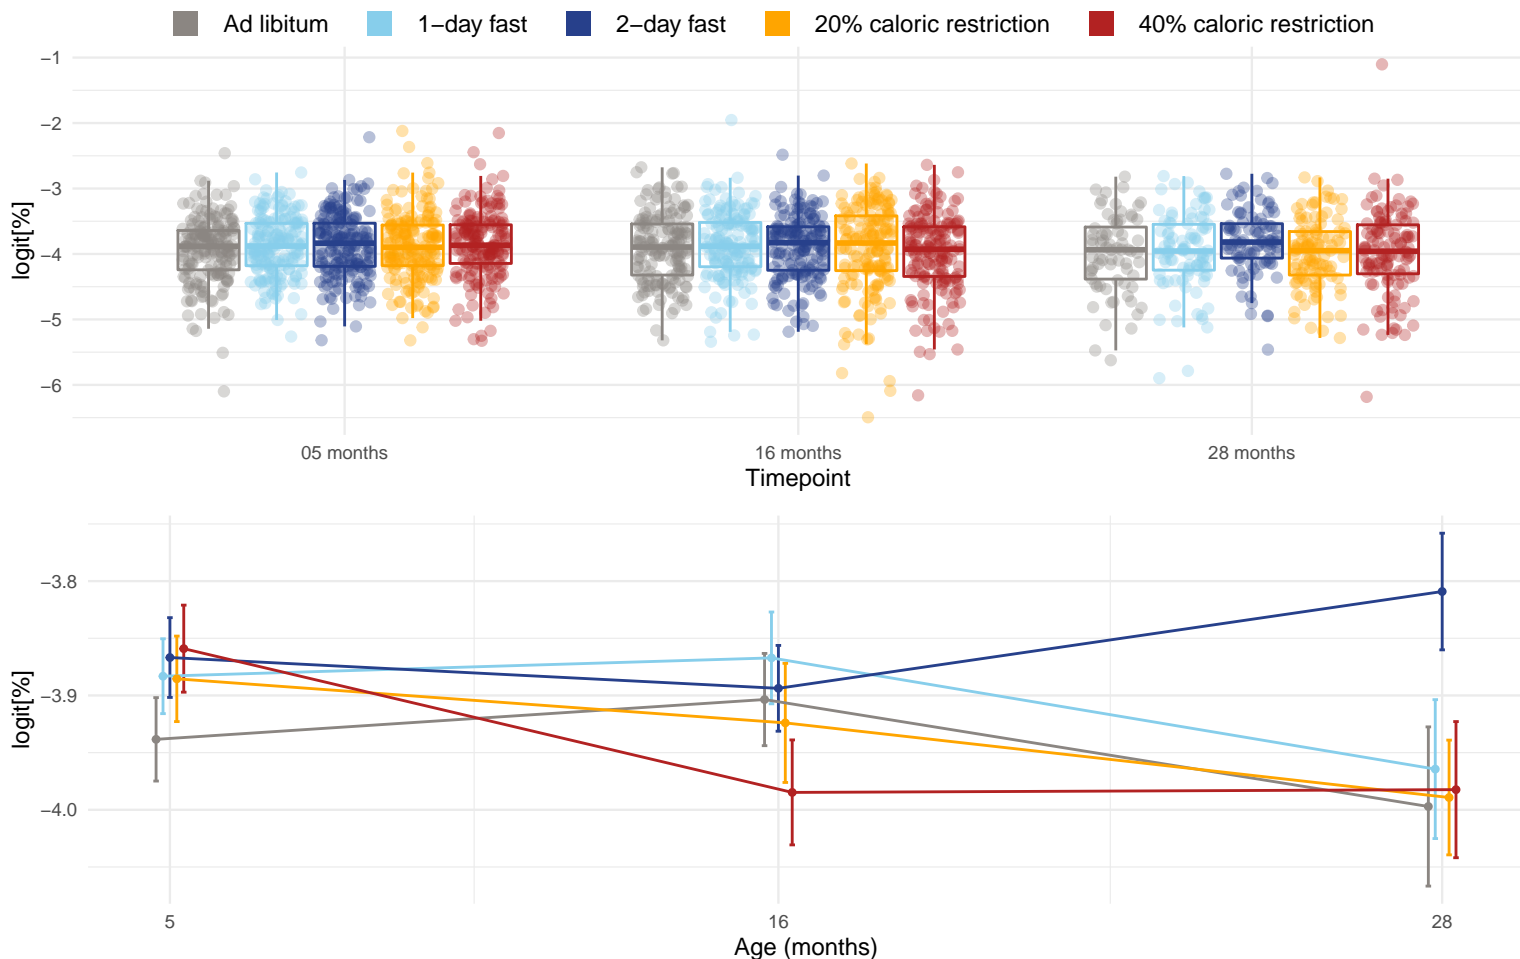 Ad libitum 1−day fast 2−day fast 20% caloric restriction 40% caloric restriction
−1
−2
−3
−4
−5
−6
logit[%]
05 months 16 months 28 months
Timepoint
−3.8
−3.9
−4.0
logit[%]
5 16 28
Age (months)